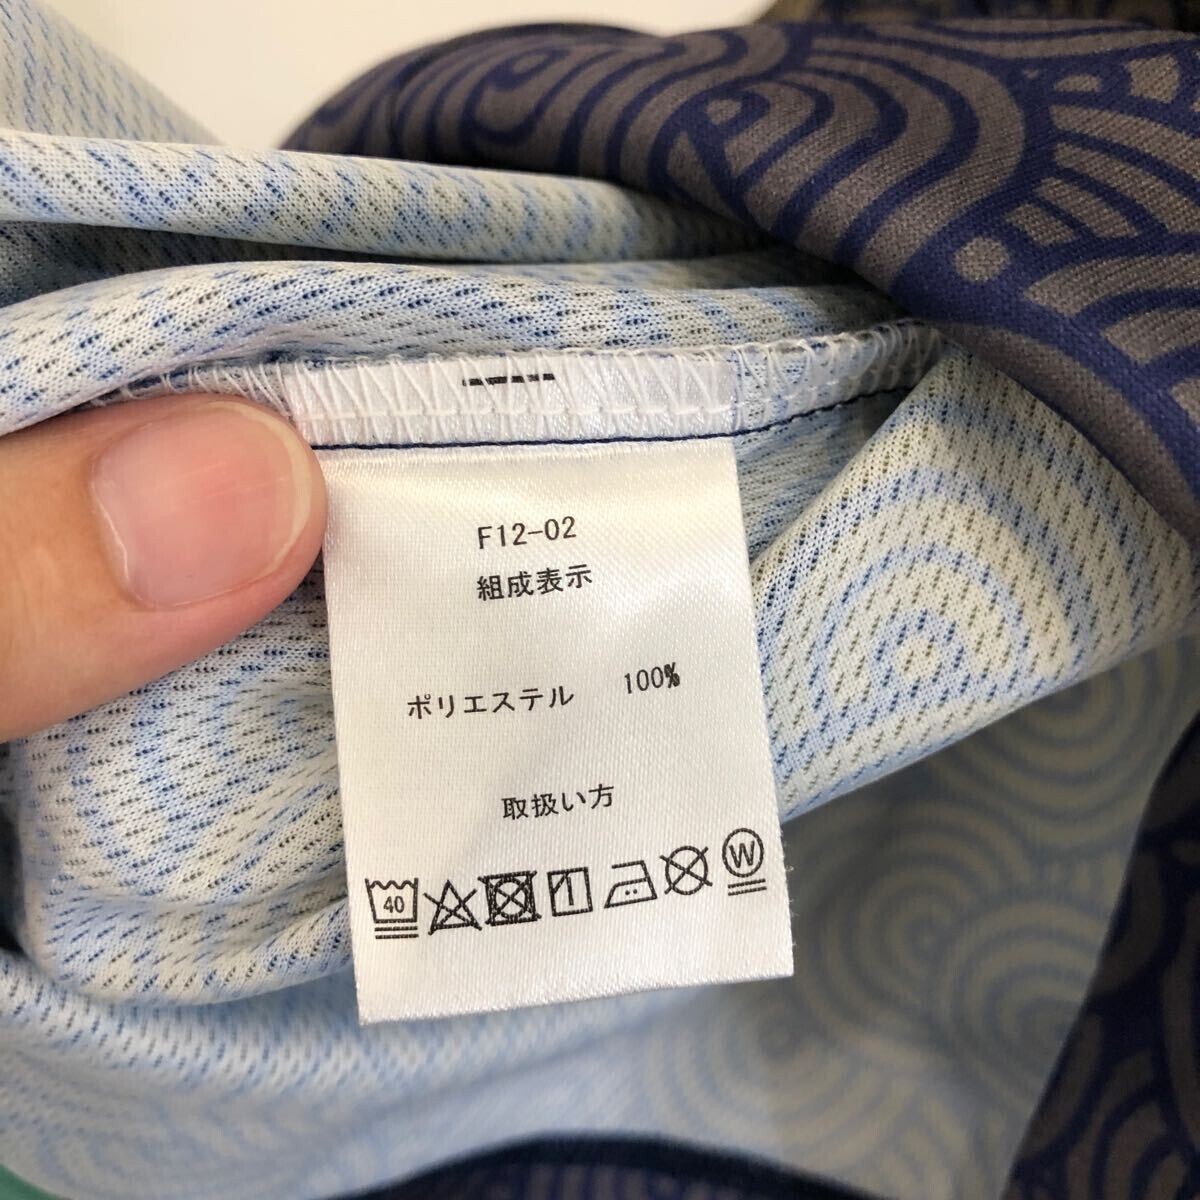 F12-02
組成表示
ポリエステル 100%
取扱い方
40 W